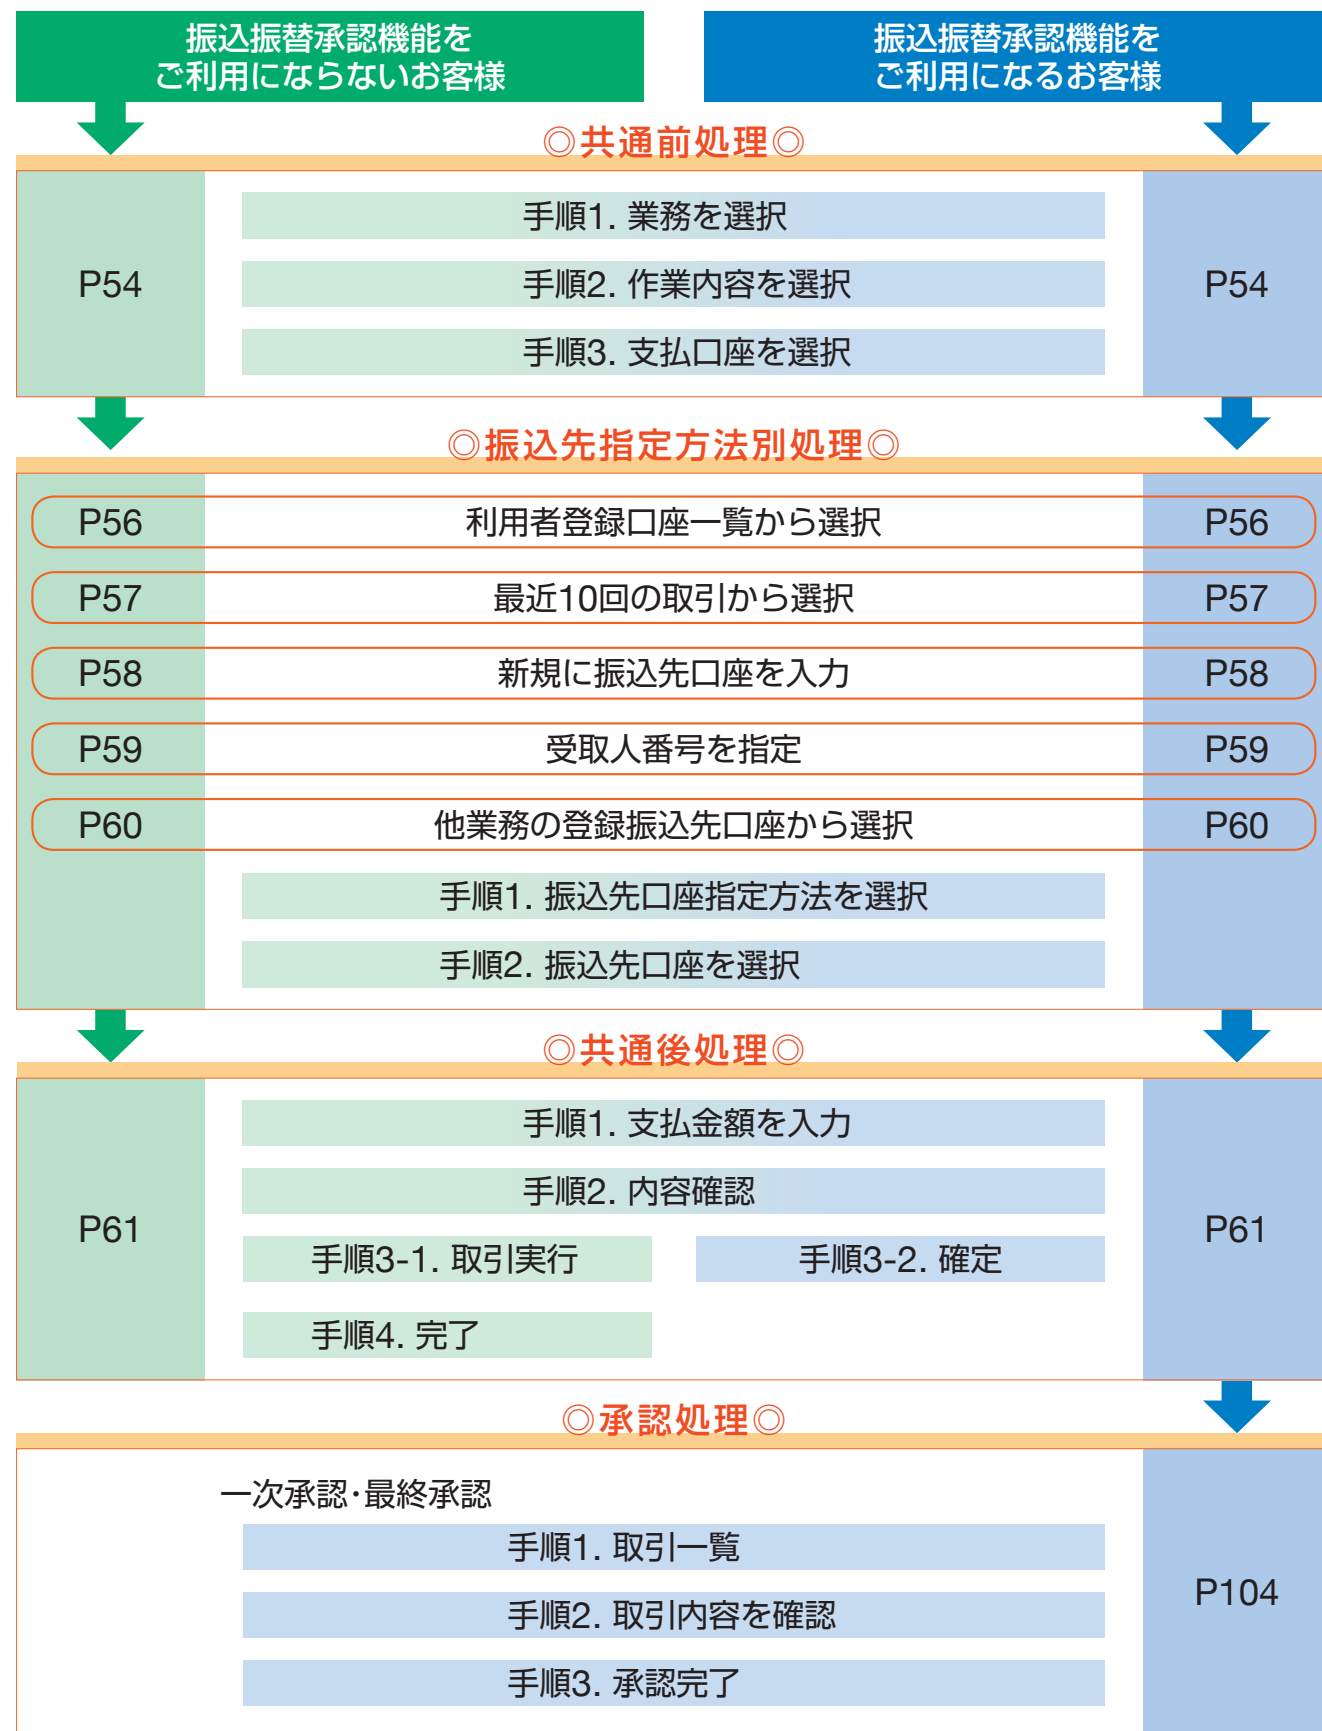 振込振替承認機能を
ご利用にならないお客様
振込振替承認機能を
ご利用になるお客様
◎共通前処理◎
P54
手順1. 業務を選択
手順2. 作業内容を選択
手順3. 支払口座を選択
P54
◎振込先指定方法別処理◎
P56 利用者登録口座一覧から選択 P56
P57 最近10回の取引から選択 P57
P58 新規に振込先口座を入力 P58
P59 受取人番号を指定 P59
P60 他業務の登録振込先口座から選択 P60
手順1. 振込先口座指定方法を選択
手順2. 振込先口座を選択
◎共通後処理◎
P61
手順1. 支払金額を入力
手順2. 内容確認
手順3-1. 取引実行 手順3-2. 確定
手順4. 完了
P61
◎承認処理◎
一次承認・最終承認
手順1. 取引一覧
手順2. 取引内容を確認
手順3. 承認完了
P104